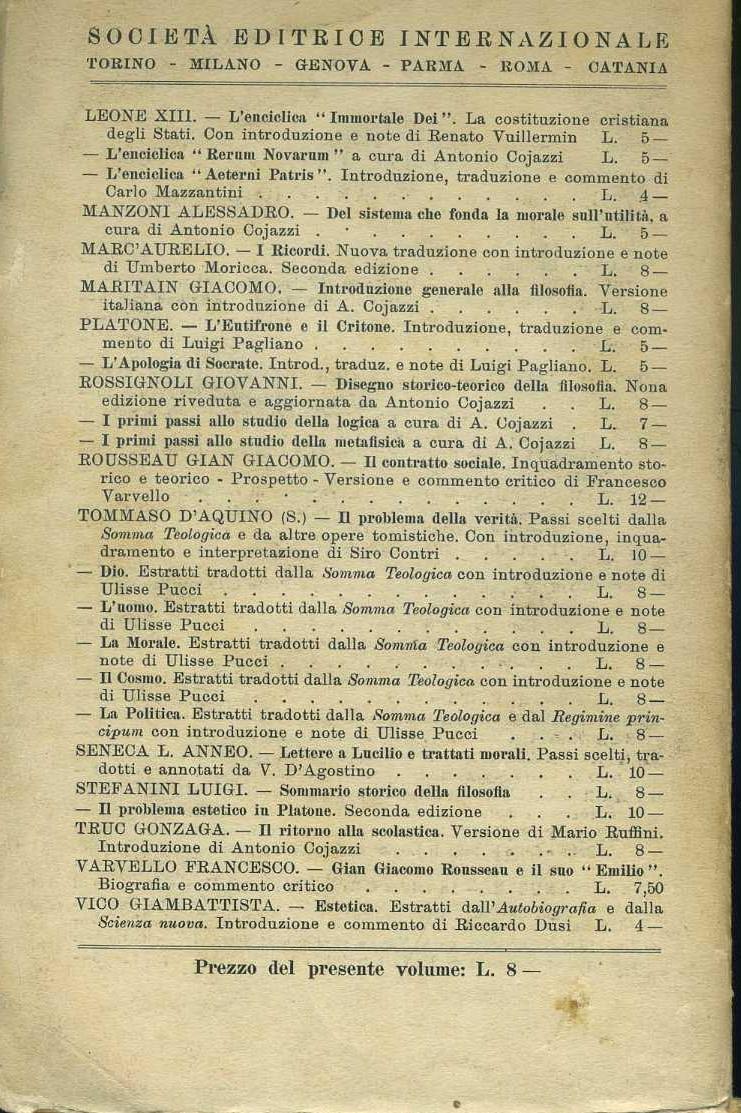 SOCIETÀ EDITRICE INTERNAZIONALE
TORINO - MILANO - GENOVA - PARMA - ROMA - CATANIA
LEONE XIII. — L'enciclica “Immortale Dei”. La costituzione cristiana
degli Stati. Con introduzione e note di Renato Vuillermin L. 5—
— L'enciclica “Rerum Novarum” a cura di Antonio Cojazzi L. 5—
— L'enciclica “Aeterni Patris”. Introduzione, traduzione e commento di
Carlo Mazzantini . . . . . . . . . . . . L. 4—
MANZONI ALESSADRO. — Del sistema che fonda la morale sull'utilità, a
cura di Antonio Cojazzi . . . . . . . . . . L. 5—
MARC'AURELIO. — I Ricordi. Nuova traduzione con introduzione e note
di Umberto Moricca. Seconda edizione . . . . . . L. 8—
MARITAIN GIACOMO. — Introduzione generale alla filosofia. Versione
italiana con introduzione di A. Cojazzi . . . . . . L. 8—
PLATONE. — L'Eutifrone e il Critone. Introduzione, traduzione e com-
mento di Luigi Pagliano . . . . . . . . . . L. 5—
— L'Apologia di Socrate. Introd., traduz. e note di Luigi Pagliano. L. 5—
ROSSIGNOLI GIOVANNI. — Disegno storico-teorico della filosofia. Nona
edizione riveduta e aggiornata da Antonio Cojazzi . . L. 8—
— I primi passi allo studio della logica a cura di A. Cojazzi . L. 7—
— I primi passi allo studio della metafisica a cura di A. Cojazzi L. 8—
ROUSSEAU GIAN GIACOMO. — Il contratto sociale. Inquadramento sto-
rico e teorico - Prospetto - Versione e commento critico di Francesco
Varvello . . . . . . . . . . . . . . L. 12—
TOMMASO D'AQUINO (S.) — Il problema della verità. Passi scelti dalla
Somma Teologica e da altre opere tomistiche. Con introduzione, inqua-
dramento e interpretazione di Siro Contri . . . . . L. 10—
— Dio. Estratti tradotti dalla Somma Teologica con introduzione e note di
Ulisse Pucci . . . . . . . . . . . . . L. 8—
— L'uomo. Estratti tradotti dalla Somma Teologica con introduzione e note
di Ulisse Pucci . . . . . . . . . . . . L. 8—
— La Morale. Estratti tradotti dalla Somma Teologica con introduzione e
note di Ulisse Pucci . . . . . . . . . . . L. 8—
— Il Cosmo. Estratti tradotti dalla Somma Teologica con introduzione e note
di Ulisse Pucci . . . . . . . . . . . . L. 8—
— La Politica. Estratti tradotti dalla Somma Teologica e dal Regimine prin-
cipum con introduzione e note di Ulisse Pucci . . . L. 8—
SENECA L. ANNEO. — Lettere a Lucilio e trattati morali. Passi scelti, tra-
dotti e annotati da V. D'Agostino . . . . . . . L. 10—
STEFANINI LUIGI. — Sommario storico della filosofia . . L. 8—
— Il problema estetico in Platone. Seconda edizione . . . L. 10—
TRUC GONZAGA. — Il ritorno alla scolastica. Versione di Mario Ruffini.
Introduzione di Antonio Cojazzi . . . . . . . L. 8—
VARVELLO FRANCESCO. — Gian Giacomo Rousseau e il suo “Emilio”.
Biografia e commento critico . . . . . . . . L. 7,50
VICO GIAMBATTISTA. — Estetica. Estratti dall'Autobiografia e dalla
Scienza nuova. Introduzione e commento di Riccardo Dusi L. 4—
Prezzo del presente volume: L. 8—